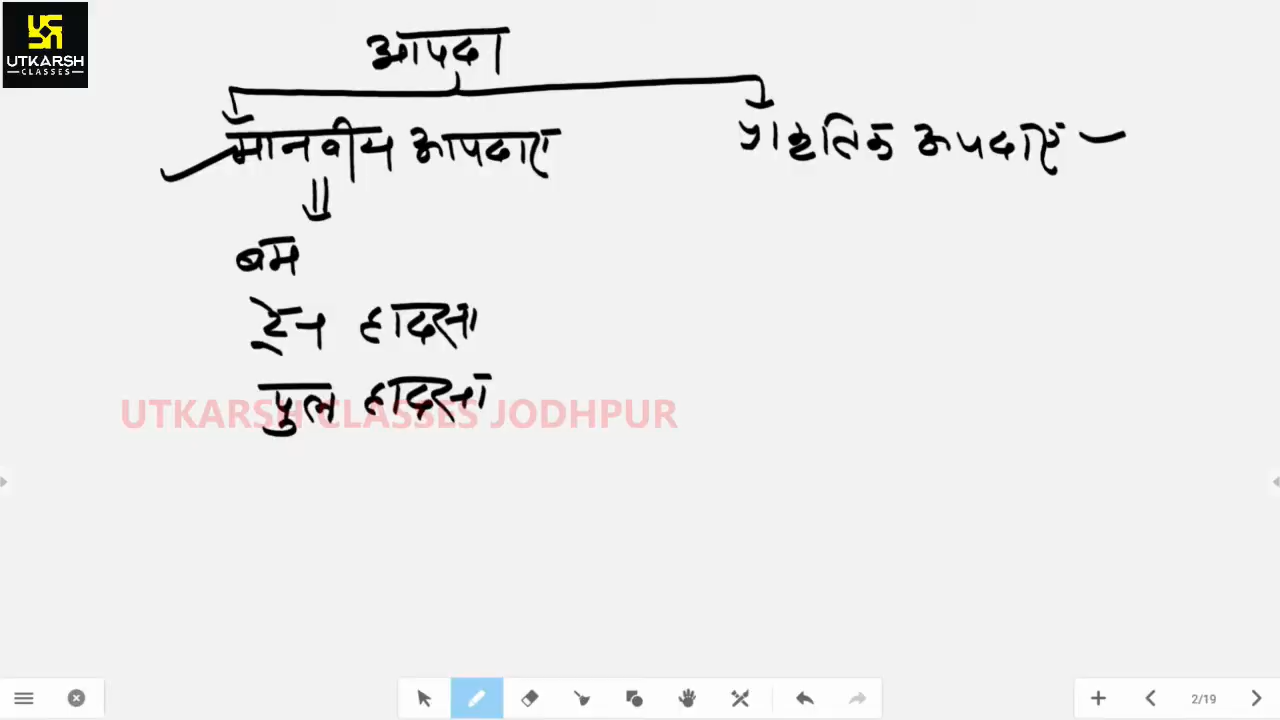 UTKARSH
CLASSES
आपदा
मानवीय आपदाएं
प्राकृतिक आपदाएं
बम
ट्रेन हादसा
पुल हादसा
UTKARSH CLASSES JODHPUR
2/19